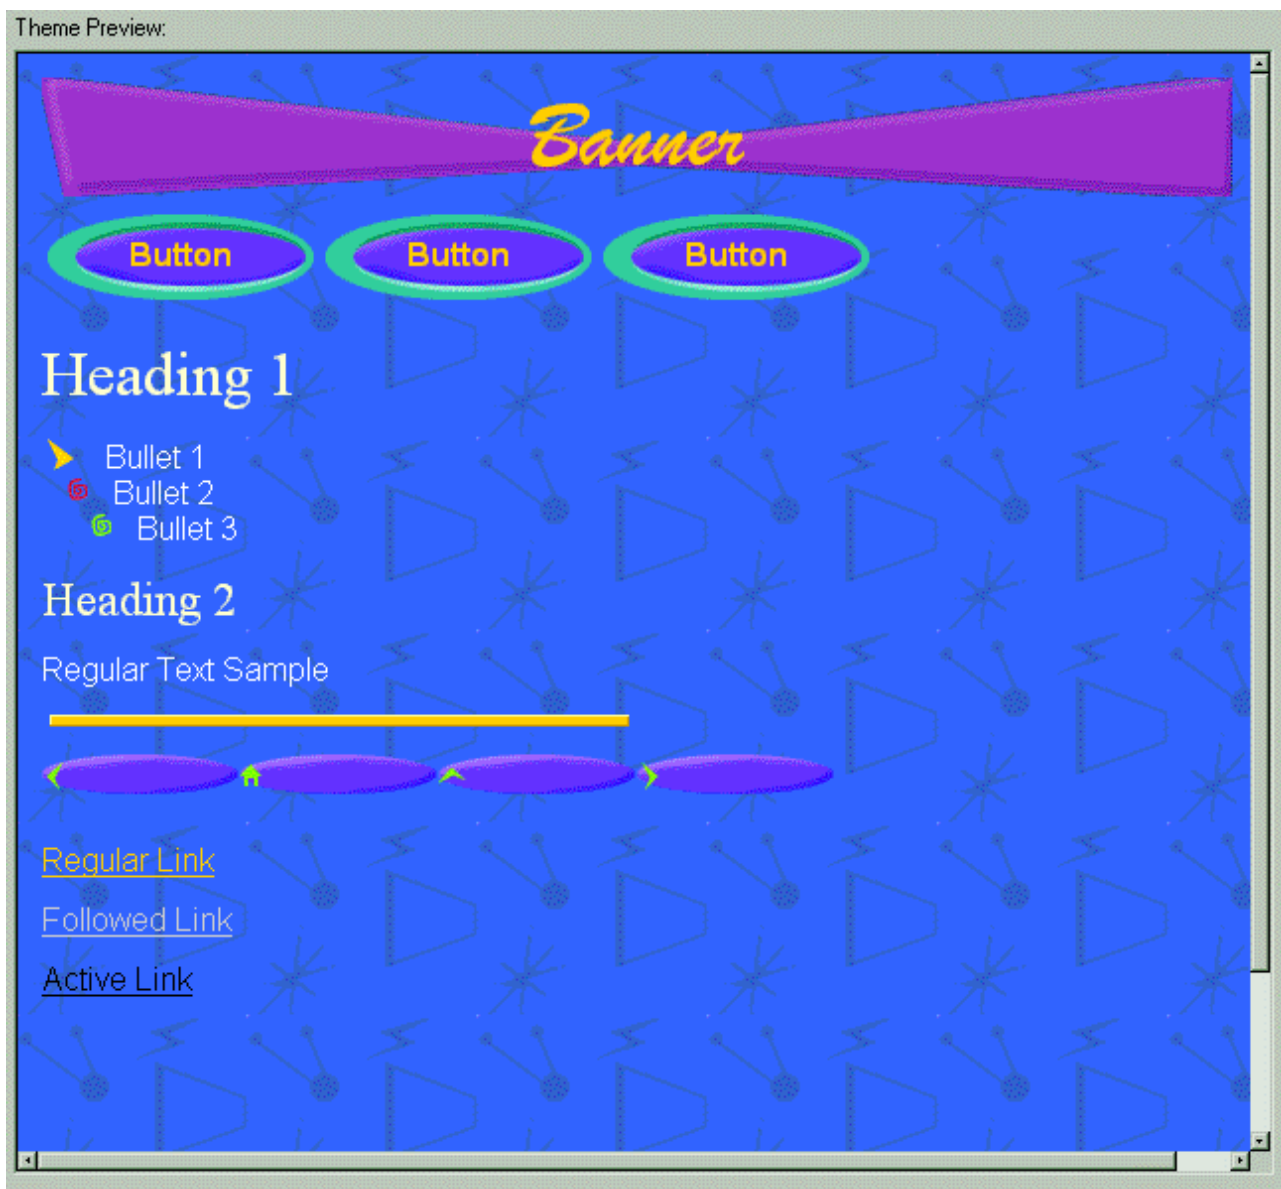 Theme Preview:
Banner
Button Button Button
Heading 1
Bullet 1
Bullet 2
Bullet 3
Heading 2
Regular Text Sample
Regular Link
Followed Link
Active Link